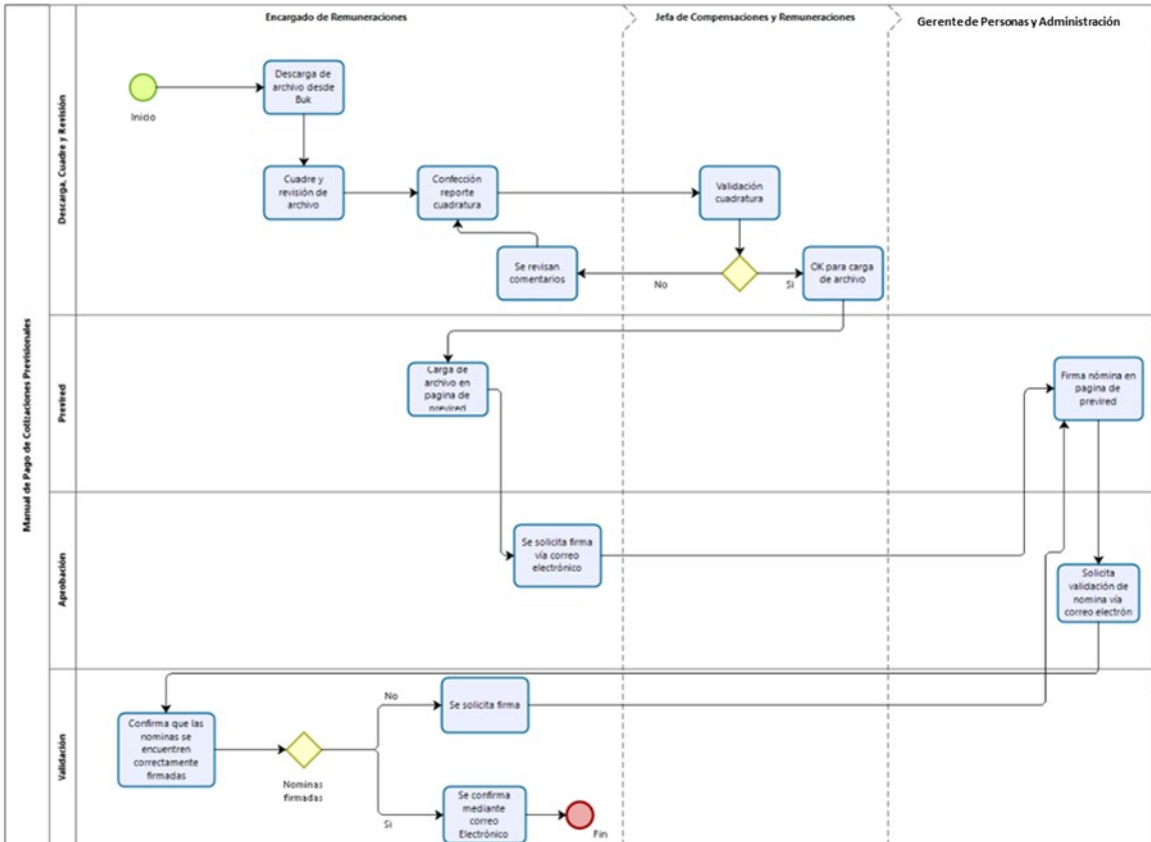 Manual de Pago de Cotizaciones Previsionales
Encargado de Remuneraciones
Jefa de Compensaciones y Remuneraciones
Gerente de Personas y Administración
Descarga, Cuadre y Revisión
Inicio
Descarga de
archivo desde
Buk
Cuadre y
revisión de
archivo
Confección
reporte
cuadratura
Validación
cuadratura
Se revisan
comentarios
No
Si
OK para carga
de archivo
Previred
Carga de
archivo en
pagina de
previred
Firma nómina en
pagina de
previred
Aprobación
Se solicita firma
vía correo
electrónico
Solicita
validación de
nomina vía
correo electrón
Validación
Confirma que las
nominas se
encuentren
correctamente
firmadas
Nominas
firmadas
No
Se solicita firma
Si
Se confirma
mediante
correo
Electrónico
Fin